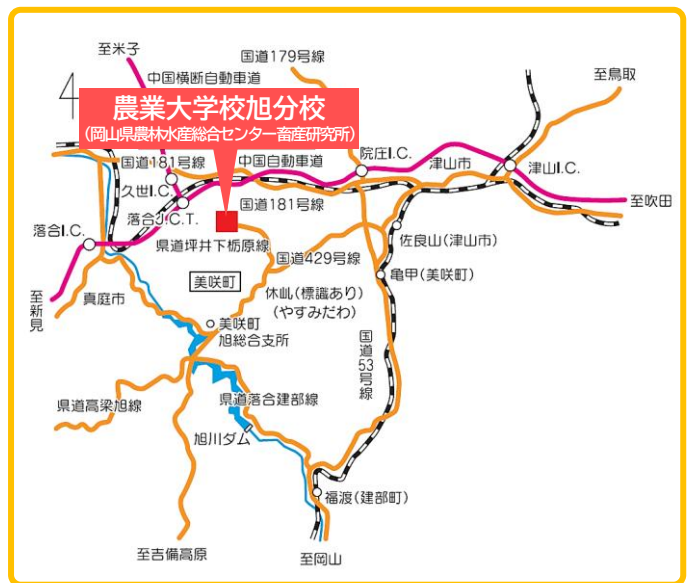 至米子
国道179号線
中国横断自動車道
至鳥取
4
農業大学校旭分校
(岡山県農林水産総合センター畜産研究所)
国道181号線
中国自動車道
院庄I.C.
津山市
津山I.C.
久世I.C.
落合J.C.T.
国道181号線
至吹田
落合I.C.
県道坪井下栃原線
佐良山(津山市)
国道429号線
美咲町
亀甲(美咲町)
至新見
真庭市
休乢(標識あり)
(やすみだわ)
美咲町
旭総合支所
国道53号線
県道高梁旭線
県道落合建部線
旭川ダム
福渡(建部町)
至吉備高原
至岡山